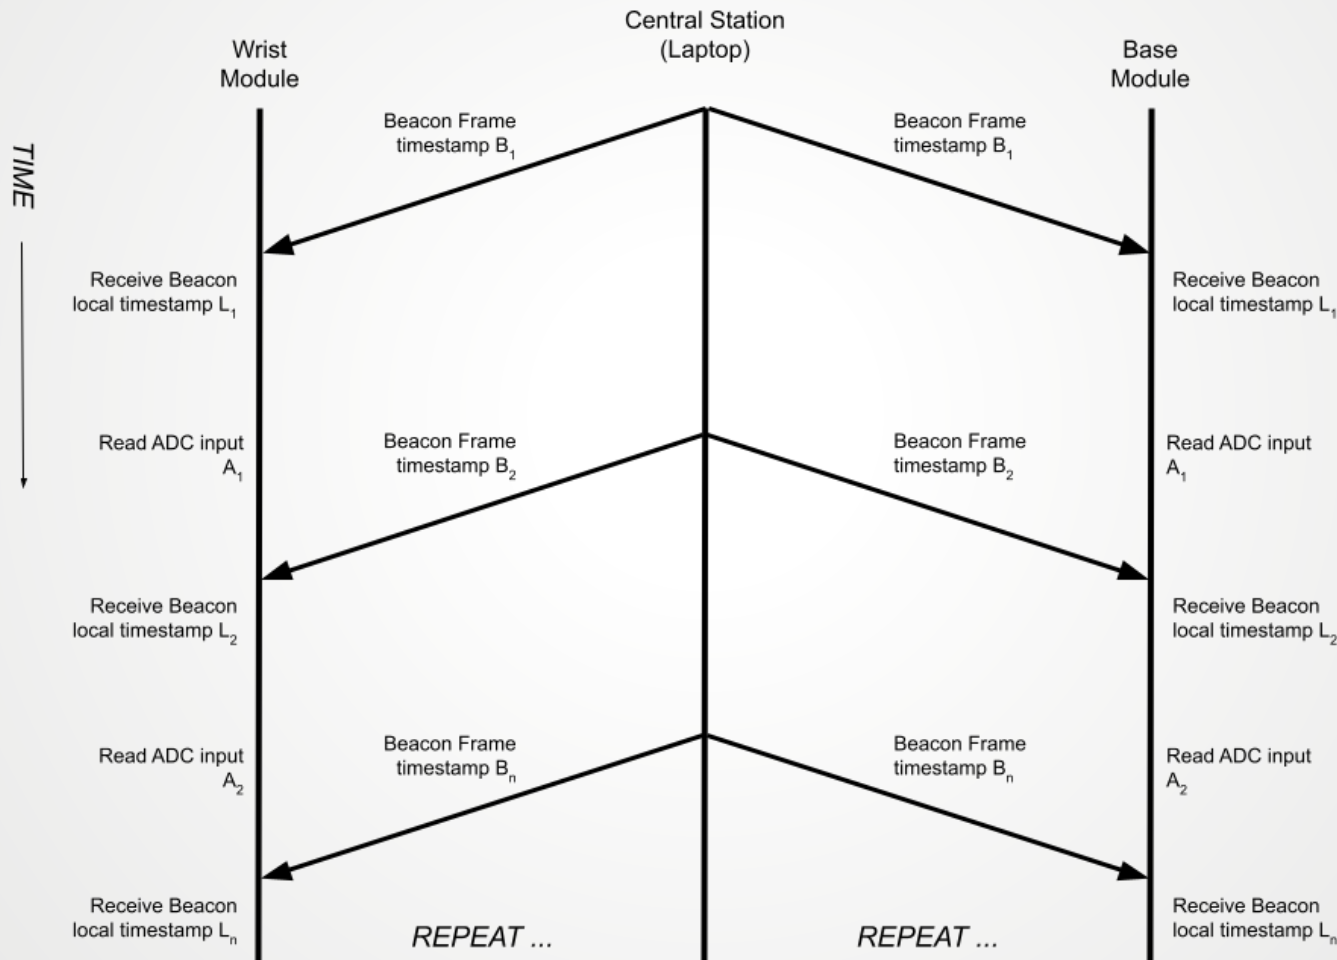 Central Station
(Laptop)
Wrist
Module
Base
Module
TIME
Beacon Frame
timestamp B₁
Beacon Frame
timestamp B₁
Receive Beacon
local timestamp L₁
Receive Beacon
local timestamp L₁
Read ADC input
A₁
Beacon Frame
timestamp B₂
Beacon Frame
timestamp B₂
Read ADC input
A₁
Receive Beacon
local timestamp L₂
Receive Beacon
local timestamp L₂
Read ADC input
A₂
Beacon Frame
timestamp Bₙ
Beacon Frame
timestamp Bₙ
Read ADC input
A₂
Receive Beacon
local timestamp Lₙ
REPEAT ...
REPEAT ...
Receive Beacon
local timestamp Lₙ